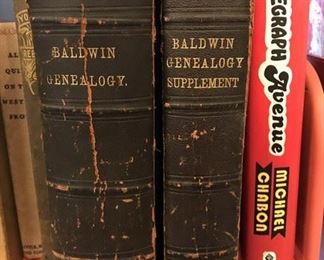 BALDWIN
GENEALOGY.
BALDWIN
GENEALOGY
SUPPLEMENT
EGRAPH
Avenue
MICHAEL
CHABON